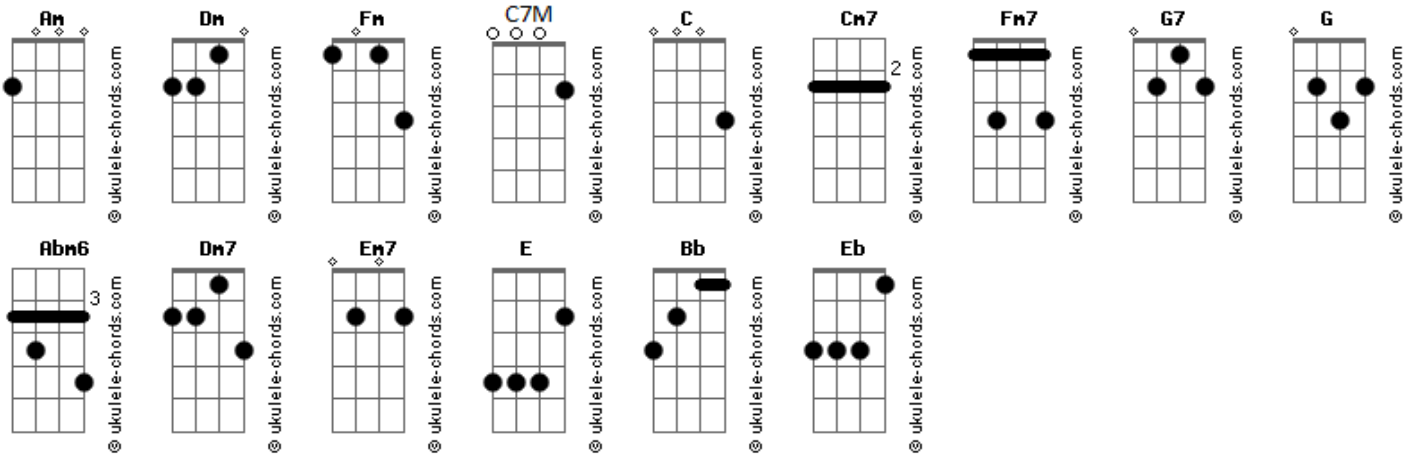 Am Dm Fm C7M C Cm7 Fm7 G7 G
2
© ukulele-chords.com © ukulele-chords.com © ukulele-chords.com © ukulele-chords.com © ukulele-chords.com © ukulele-chords.com © ukulele-chords.com © ukulele-chords.com © ukulele-chords.com
Abm6 Dm7 Em7 E Bb Eb
3
© ukulele-chords.com © ukulele-chords.com © ukulele-chords.com © ukulele-chords.com © ukulele-chords.com © ukulele-chords.com